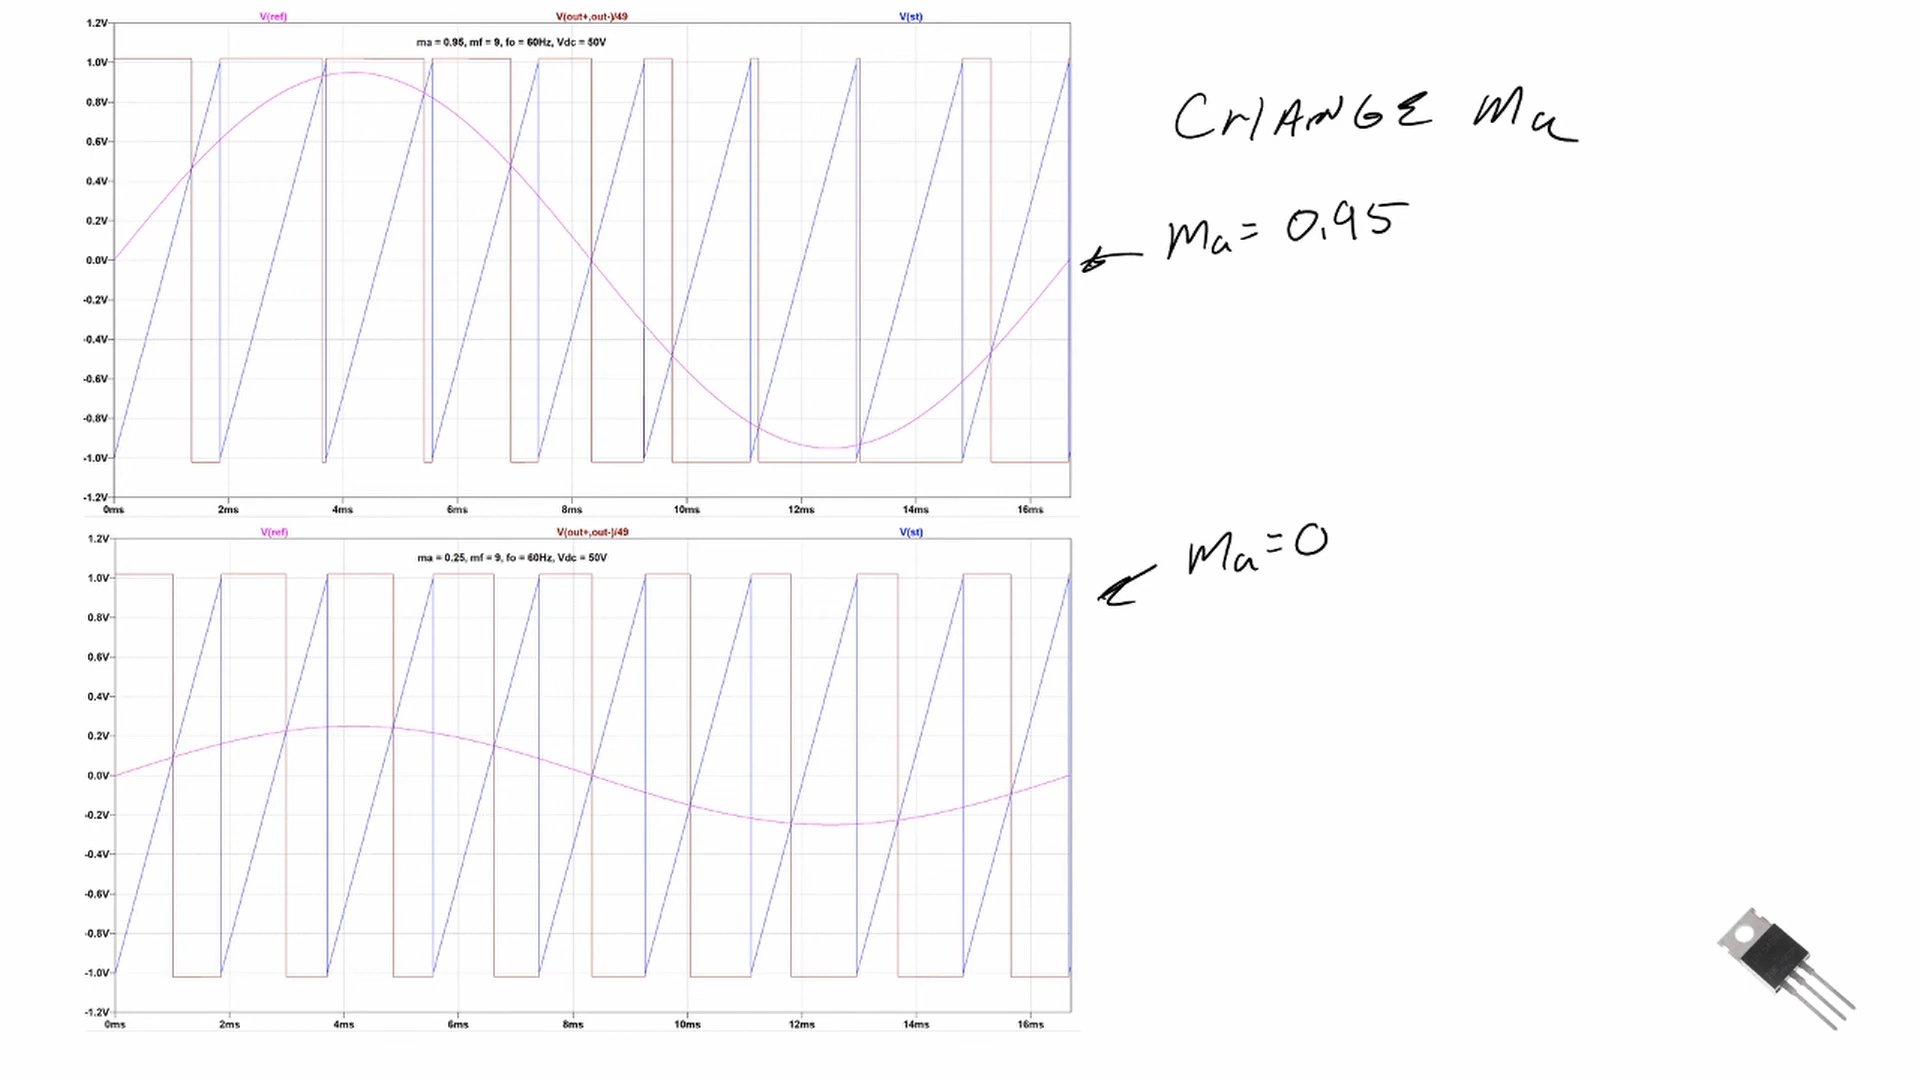 V(ref) V(out+,out-)/49 V(st)
ma = 0.95, mf = 9, fo = 60Hz, Vdc = 50V
1.2V
1.0V
0.8V
0.6V
0.4V
0.2V
0.0V
-0.2V
-0.4V
-0.6V
-0.8V
-1.0V
-1.2V
0ms 2ms 4ms 6ms 8ms 10ms 12ms 14ms 16ms
CHANGE Ma
Ma = 0.95
V(ref) V(out+,out-)/49 V(st)
ma = 0.25, mf = 9, fo = 60Hz, Vdc = 50V
1.2V
1.0V
0.8V
0.6V
0.4V
0.2V
0.0V
-0.2V
-0.4V
-0.6V
-0.8V
-1.0V
-1.2V
0ms 2ms 4ms 6ms 8ms 10ms 12ms 14ms 16ms
Ma = 0